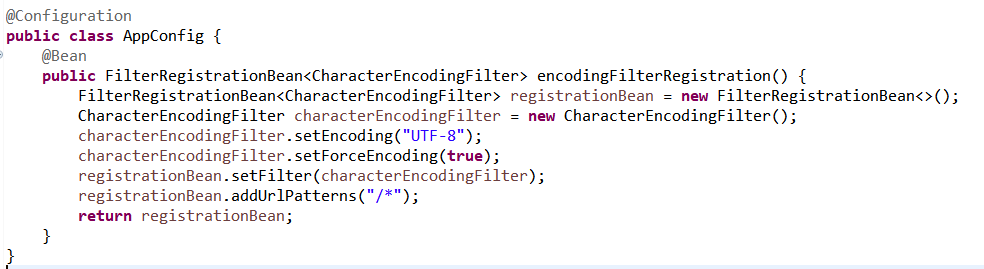 @Configuration
public class AppConfig {
    @Bean
    public FilterRegistrationBean<CharacterEncodingFilter> encodingFilterRegistration() {
        FilterRegistrationBean<CharacterEncodingFilter> registrationBean = new FilterRegistrationBean<>();
        CharacterEncodingFilter characterEncodingFilter = new CharacterEncodingFilter();
        characterEncodingFilter.setEncoding("UTF-8");
        characterEncodingFilter.setForceEncoding(true);
        registrationBean.setFilter(characterEncodingFilter);
        registrationBean.addUrlPatterns("/*");
        return registrationBean;
    }
}